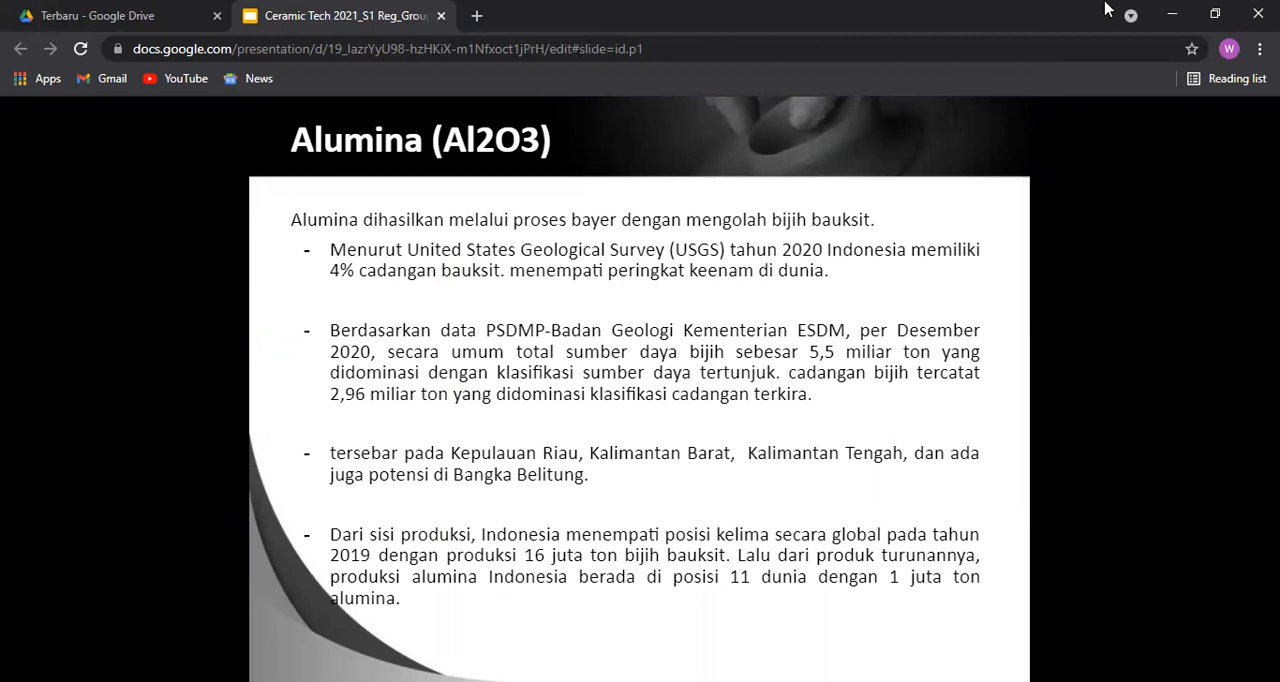 Terbaru - Google Drive
Ceramic Tech 2021_S1 Reg_Grou
docs.google.com/presentation/d/19_lazrYyU98-hzHKiX-m1Nfxoct1jPrH/edit#slide=id.p1
W
Apps
Gmail
YouTube
News
Reading list
Alumina (Al2O3)
Alumina dihasilkan melalui proses bayer dengan mengolah bijih bauksit.
- Menurut United States Geological Survey (USGS) tahun 2020 Indonesia memiliki
4% cadangan bauksit. menempati peringkat keenam di dunia.
- Berdasarkan data PSDMP-Badan Geologi Kementerian ESDM, per Desember
2020, secara umum total sumber daya bijih sebesar 5,5 miliar ton yang
didominasi dengan klasifikasi sumber daya tertunjuk. cadangan bijih tercatat
2,96 miliar ton yang didominasi klasifikasi cadangan terkira.
- tersebar pada Kepulauan Riau, Kalimantan Barat, Kalimantan Tengah, dan ada
juga potensi di Bangka Belitung.
- Dari sisi produksi, Indonesia menempati posisi kelima secara global pada tahun
2019 dengan produksi 16 juta ton bijih bauksit. Lalu dari produk turunannya,
produksi alumina Indonesia berada di posisi 11 dunia dengan 1 juta ton
alumina.